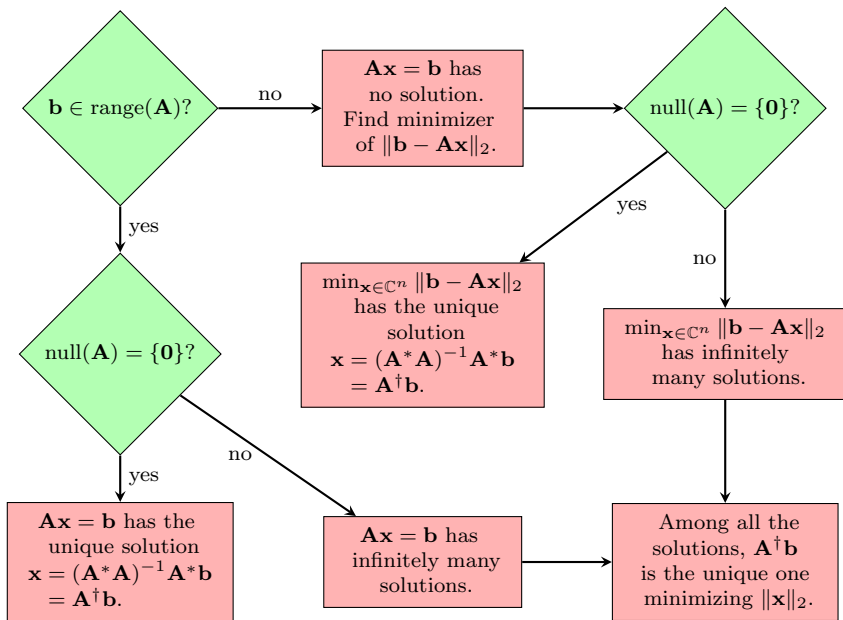 𝐛 ∈ range(𝐀)?
no
𝐀𝐱 = 𝐛 has
no solution.
Find minimizer
of ‖𝐛 − 𝐀𝐱‖₂.
null(𝐀) = {𝟎}?
yes
yes
no
null(𝐀) = {𝟎}?
min_{𝐱∈ℂⁿ} ‖𝐛 − 𝐀𝐱‖₂
has the unique
solution
𝐱 = (𝐀*𝐀)⁻¹𝐀*𝐛
= 𝐀†𝐛.
min_{𝐱∈ℂⁿ} ‖𝐛 − 𝐀𝐱‖₂
has infinitely
many solutions.
yes
no
𝐀𝐱 = 𝐛 has the
unique solution
𝐱 = (𝐀*𝐀)⁻¹𝐀*𝐛
= 𝐀†𝐛.
𝐀𝐱 = 𝐛 has
infinitely many
solutions.
Among all the
solutions, 𝐀†𝐛
is the unique one
minimizing ‖𝐱‖₂.